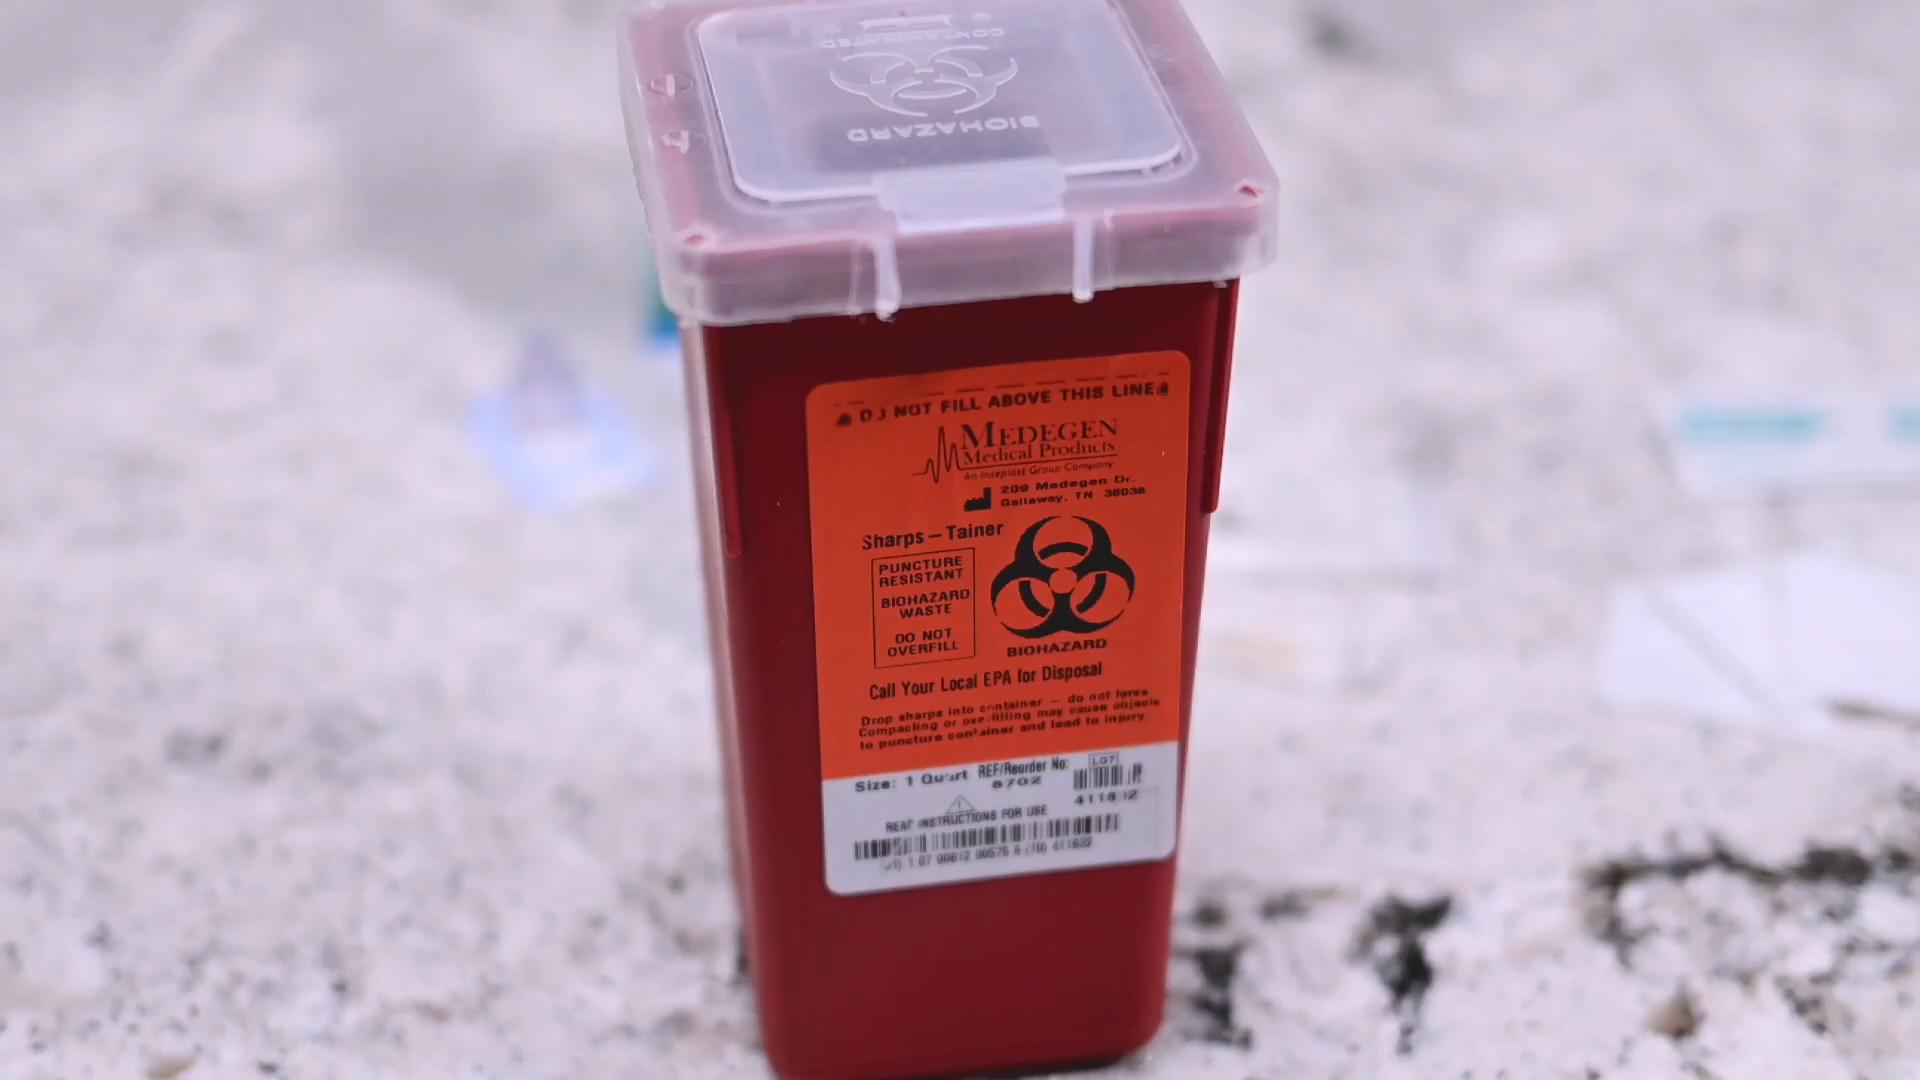 CONTAMINATED
BIOHAZARD
DO NOT FILL ABOVE THIS LINE
MEDEGEN
Medical Products
An Inteplast Group Company
209 Medegen Dr.
Gallaway, TN 38036
Sharps – Tainer
PUNCTURE
RESISTANT
BIOHAZARD
WASTE
DO NOT
OVERFILL
BIOHAZARD
Call Your Local EPA for Disposal
Drop sharps into container – do not force
Compacting or overfilling may cause objects
to puncture container and lead to injury.
Size: 1 Quart REF/Reorder No: LOT
8702
411832
READ INSTRUCTIONS FOR USE